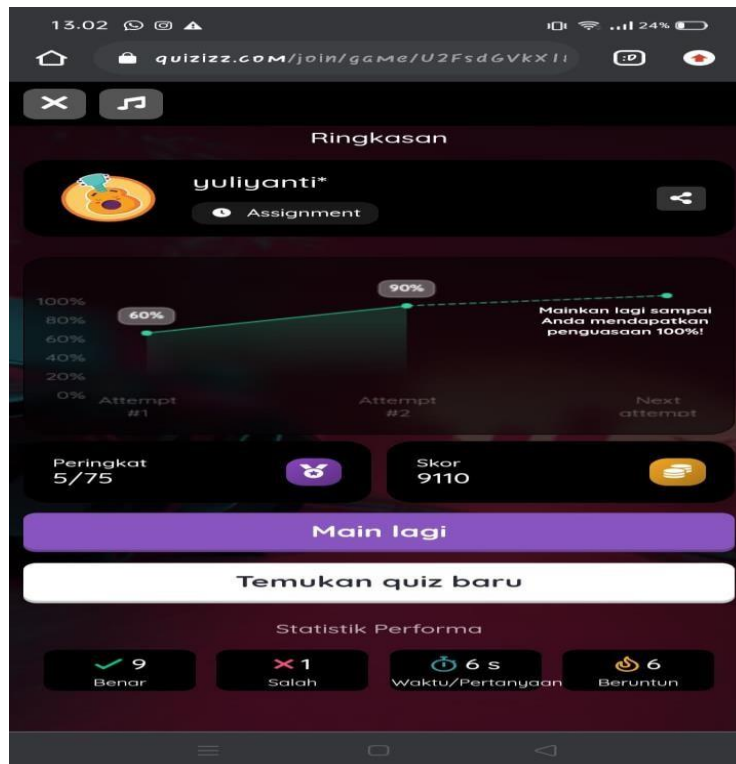 13.02 24%
quizizz.com/join/game/U2FsdGVkX1
Ringkasan
yuliyanti*
Assignment
100%
80%
60%
40%
20%
0%
60%
90%
Mainkan lagi sampai
Anda mendapatkan
penguasaan 100%!
Attempt
#1
Attempt
#2
Next
attempt
Peringkat
5/75
Skor
9110
Main lagi
Temukan quiz baru
Statistik Performa
9
Benar
1
Salah
6 s
Waktu/Pertanyaan
6
Beruntun